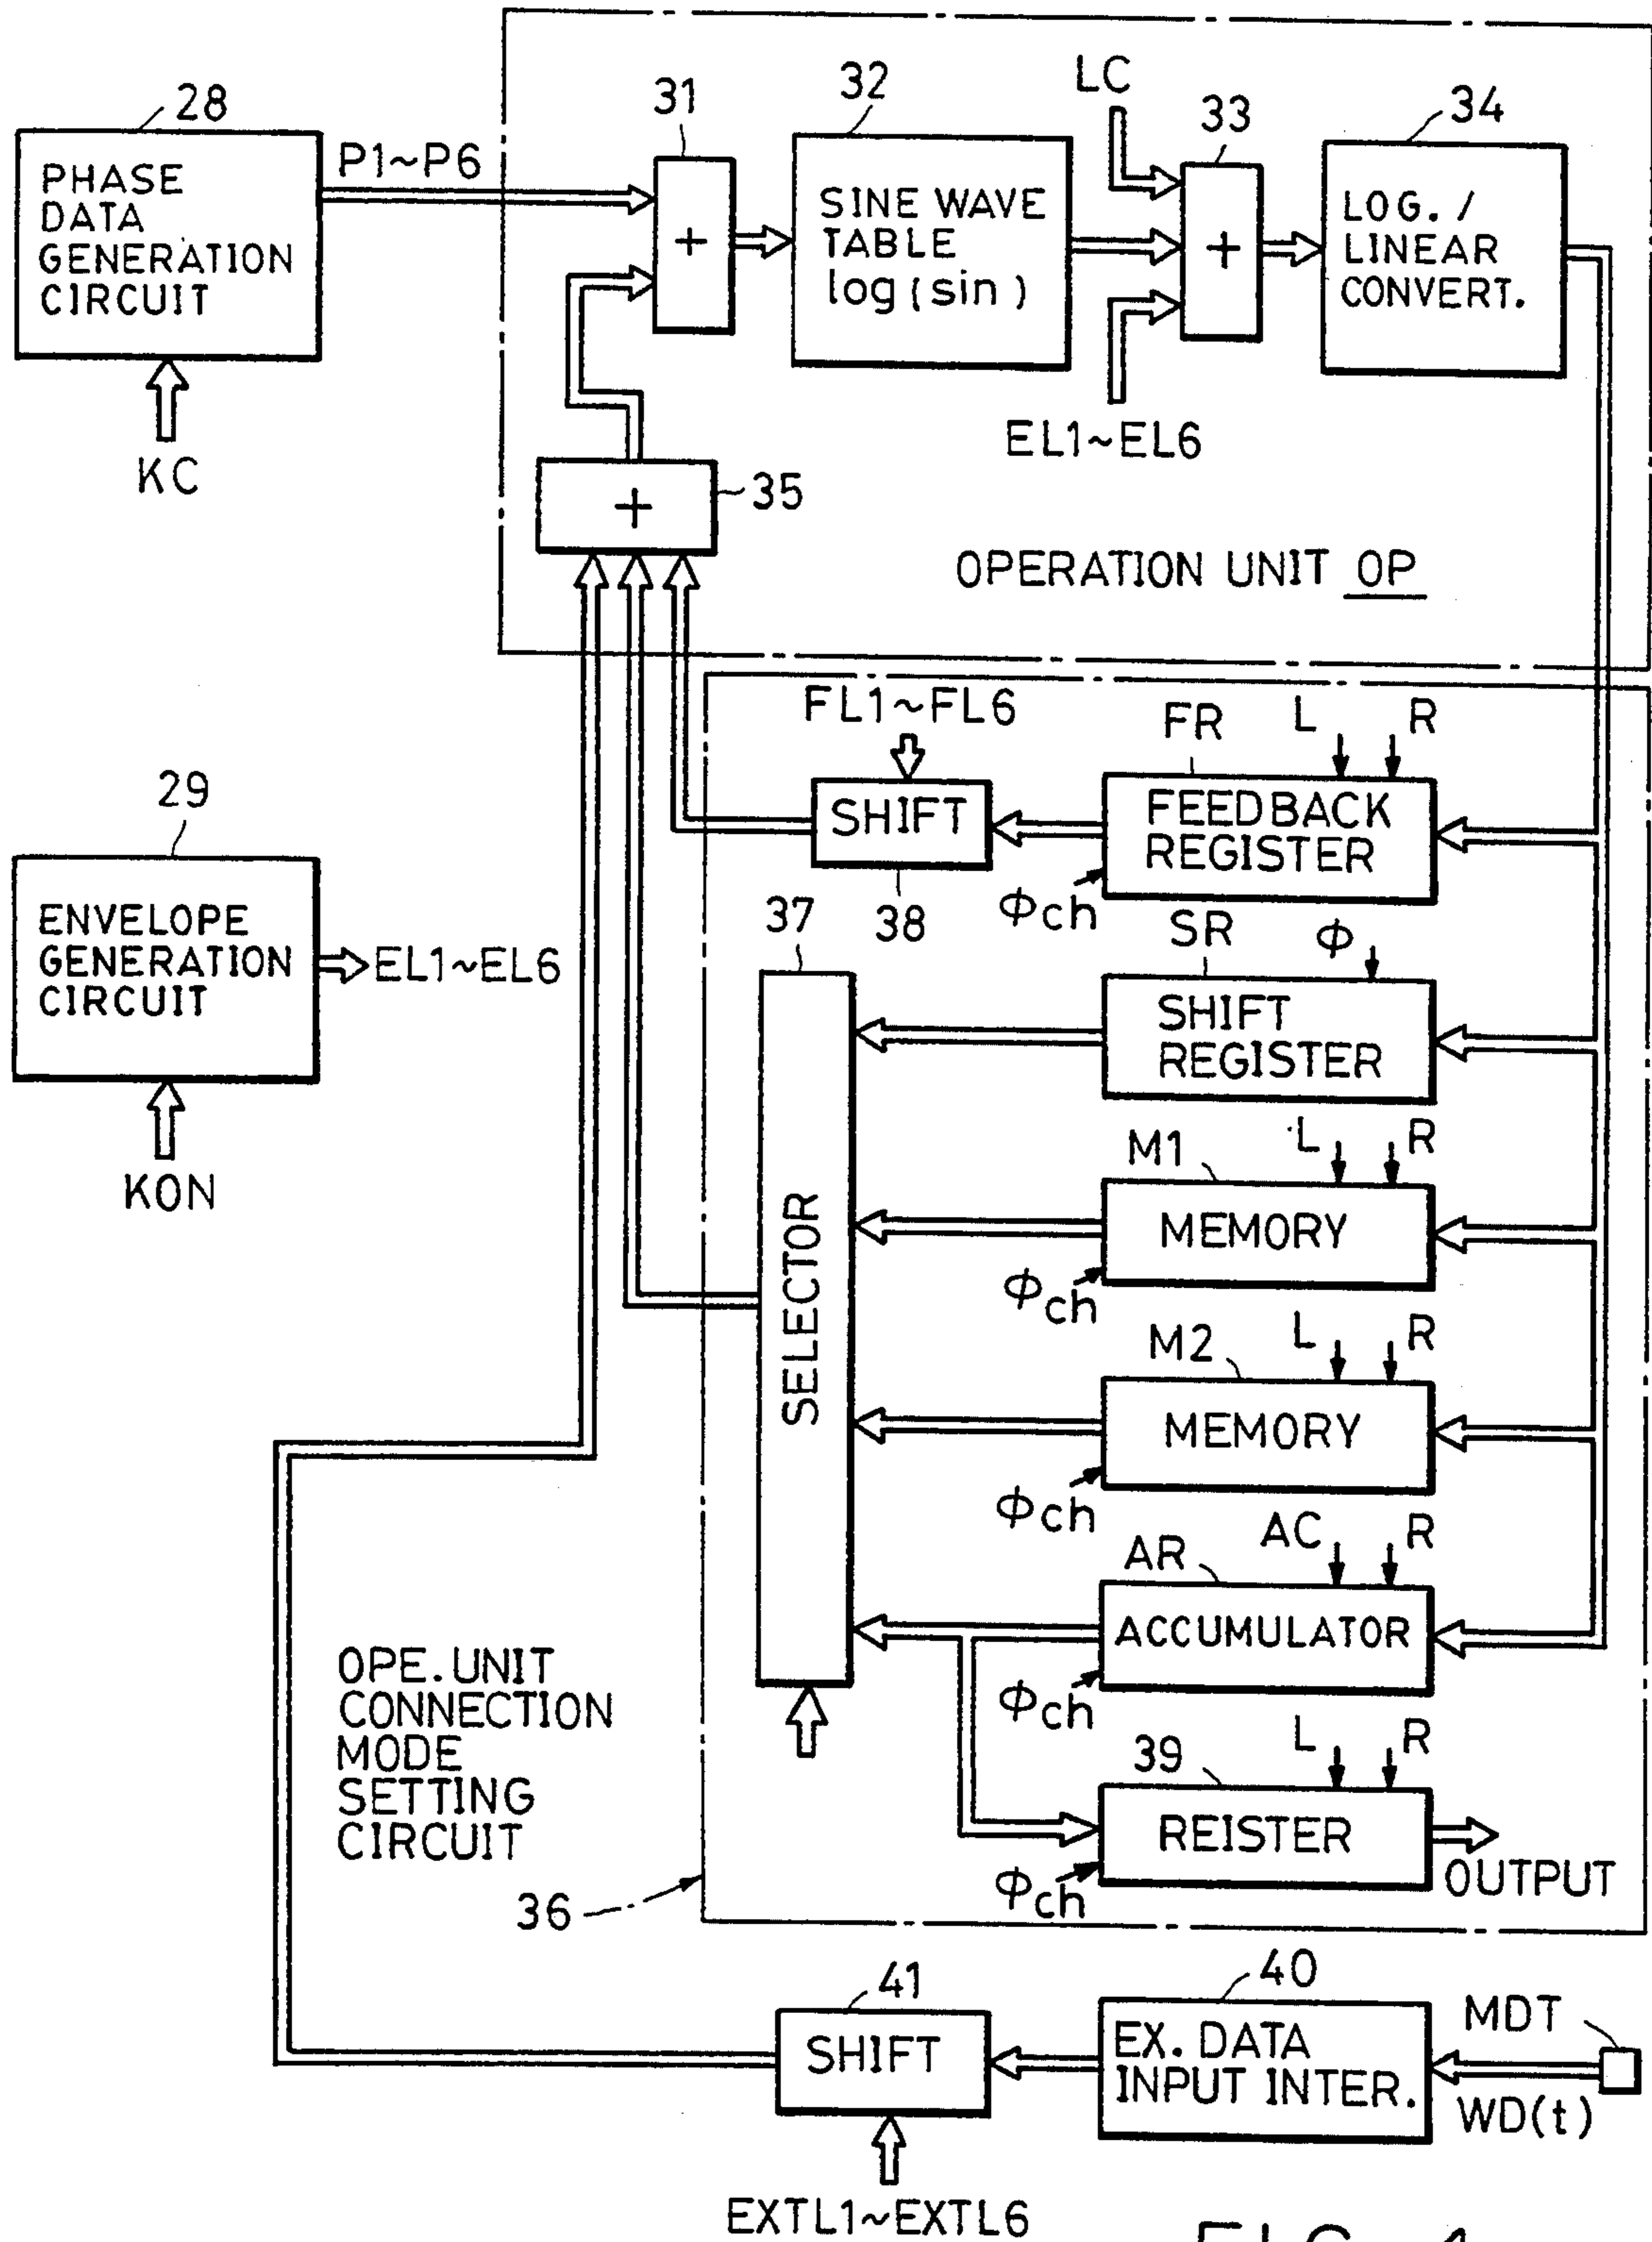 28
PHASE
DATA
GENERATION
CIRCUIT
P1~P6
KC
31
+
32
SINE WAVE
TABLE
log(sin)
LC
33
+
EL1~EL6
34
LOG./
LINEAR
CONVERT.
+
35
OPERATION UNIT OP
29
ENVELOPE
GENERATION
CIRCUIT
EL1~EL6
KON
FL1~FL6
SHIFT
38
FR
L
R
FEEDBACK
REGISTER
Φch
37
SELECTOR
SR
Φ
SHIFT
REGISTER
M1
L
R
MEMORY
Φch
M2
L
R
MEMORY
Φch
AR
AC
R
ACCUMULATOR
Φch
39
L
R
REISTER
Φch
OUTPUT
OPE.UNIT
CONNECTION
MODE
SETTING
CIRCUIT
36
41
SHIFT
EXTL1~EXTL6
40
EX. DATA
INPUT INTER.
MDT
WD(t)